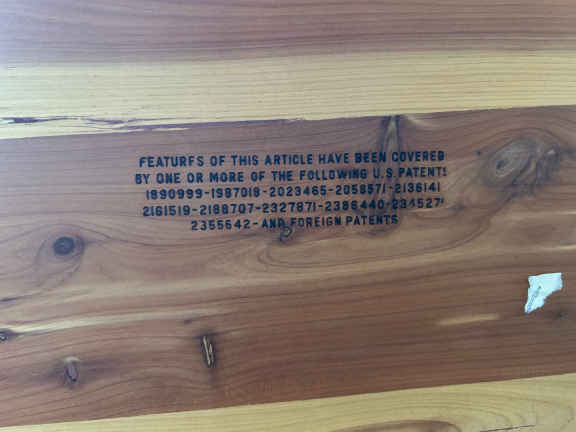 FEATURES OF THIS ARTICLE HAVE BEEN COVERED
BY ONE OR MORE OF THE FOLLOWING U.S. PATENTS
1890999-1987018-2023465-2058571-2136141
2161519-2188707-2327871-2386440-
2355642-AND FOREIGN PATENTS